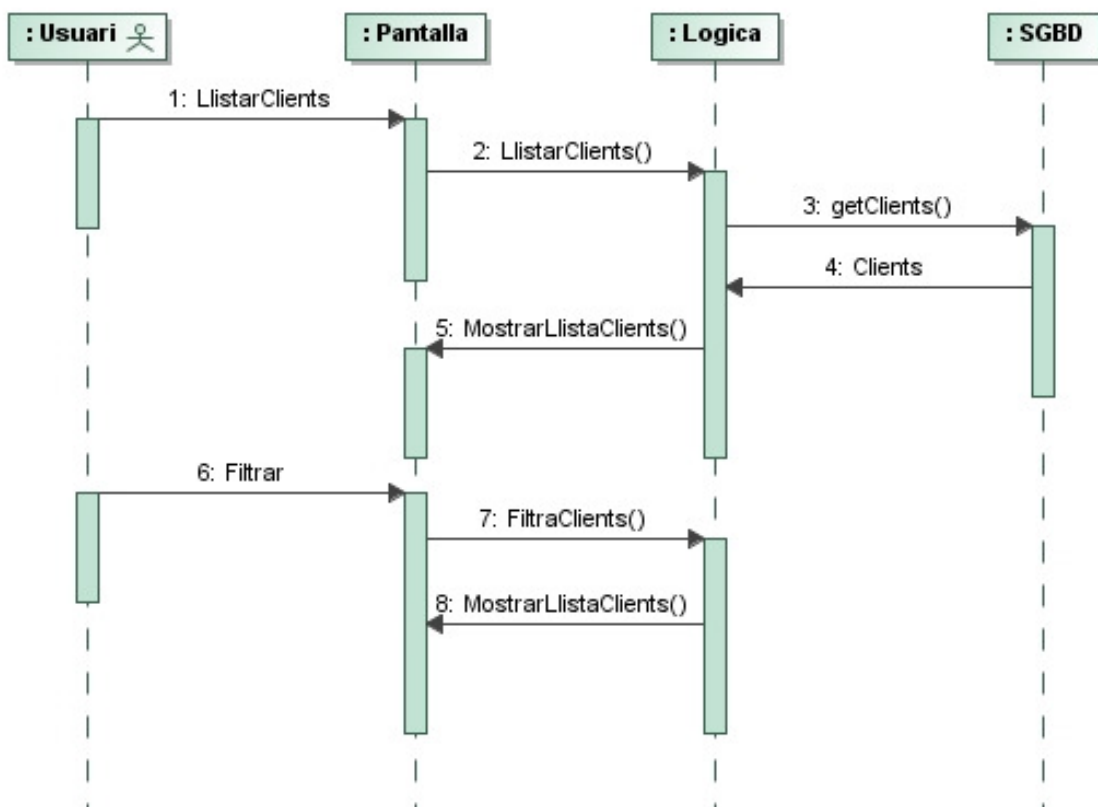 : Usuari
: Pantalla
: Logica
: SGBD
1: LlistarClients
2: LlistarClients()
3: getClients()
4: Clients
5: MostrarLlistaClients()
6: Filtrar
7: FiltraClients()
8: MostrarLlistaClients()